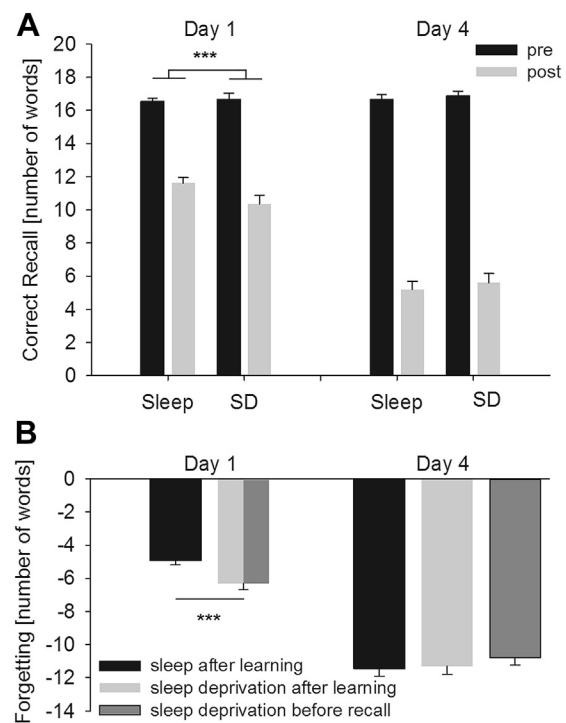 A
Day 1
Day 4
***
pre
post
Correct Recall [number of words]
20
18
16
14
12
10
8
6
4
2
0
Sleep
SD
Sleep
SD
B
Day 1
Day 4
Forgetting [number of words]
0
-2
-4
-6
-8
-10
-12
-14
***
sleep after learning
sleep deprivation after learning
sleep deprivation before recall